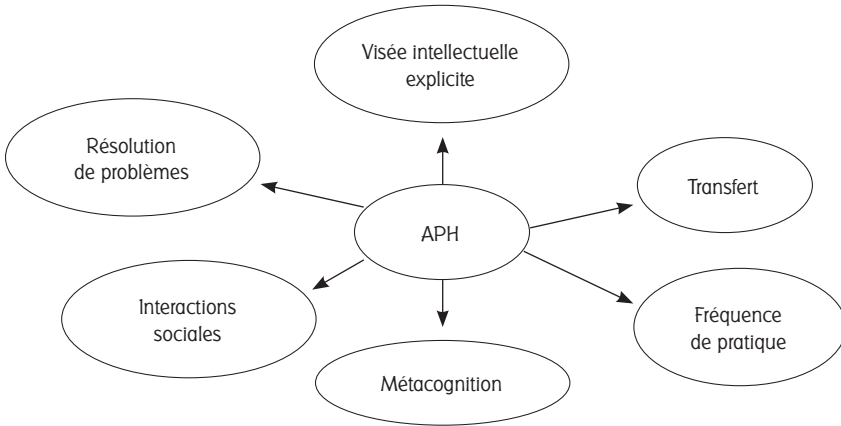 Visée intellectuelle
explicite
Résolution
de problèmes
Transfert
APH
Interactions
sociales
Fréquence
de pratique
Métacognition